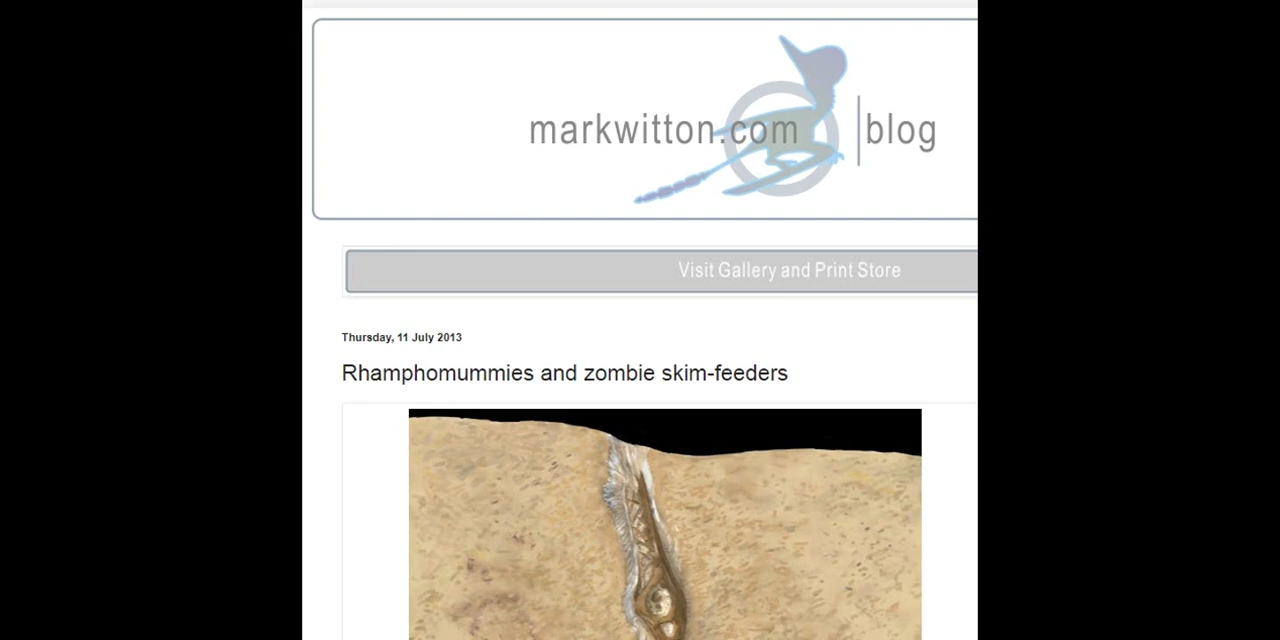 markwitton.com |blog
Visit Gallery and Print Store
Thursday, 11 July 2013
Rhamphomummies and zombie skim-feeders